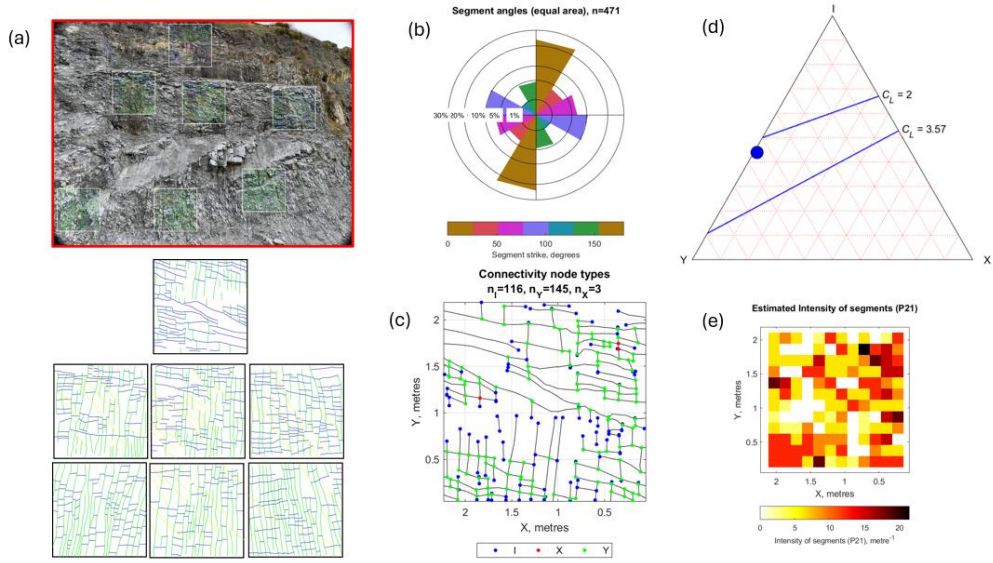 (a)
(b)
Segment angles (equal area), n=471
30% 20% 10% 5% 1%
0 50 100 150
Segment strike, degrees
(c)
Connectivity node types
n_I=116, n_Y=145, n_X=3
2
1.5
1
0.5
Y, metres
2 1.5 1 0.5
X, metres
I X Y
(d)
I
C_L = 2
C_L = 3.57
Y X
(e)
Estimated Intensity of segments (P21)
2
1.5
1
0.5
Y, metres
2 1.5 1 0.5
X, metres
0 5 10 15 20
Intensity of segments (P21), metre⁻¹